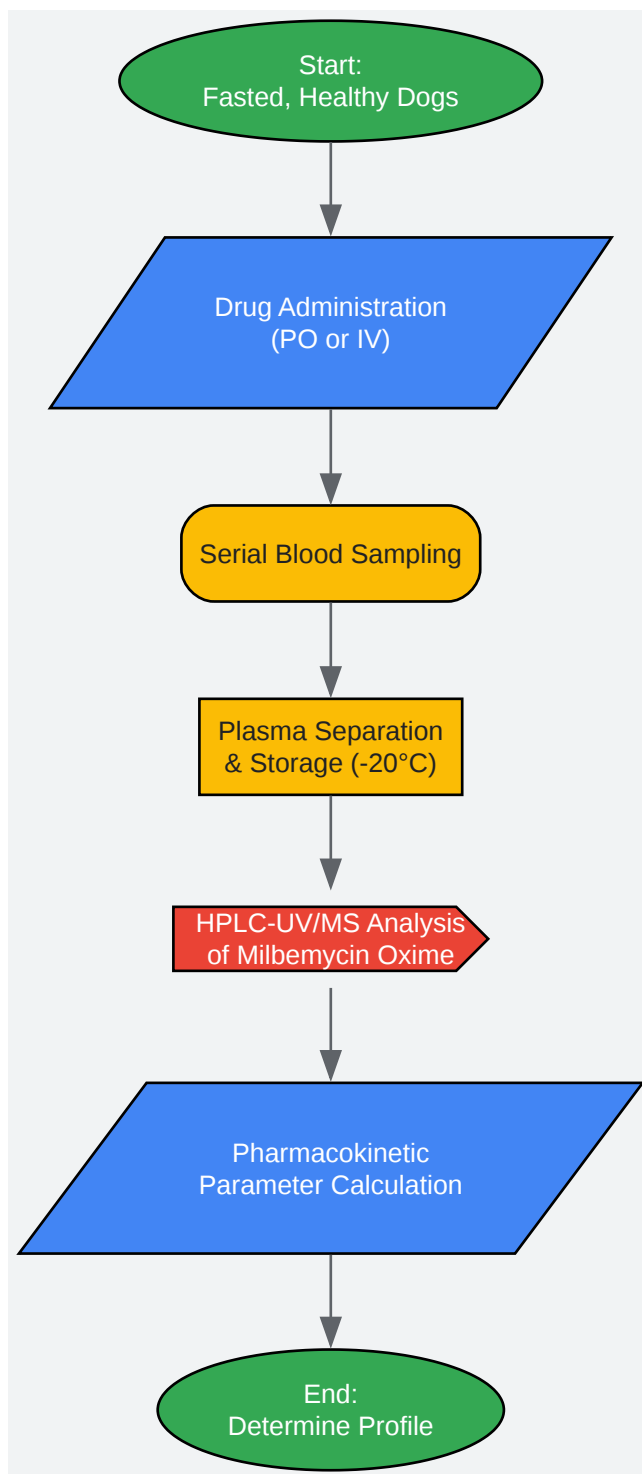 Start:
Fasted, Healthy Dogs
Drug Administration
(PO or IV)
Serial Blood Sampling
Plasma Separation
& Storage (-20°C)
HPLC-UV/MS Analysis
of Milbemycin Oxime
Pharmacokinetic
Parameter Calculation
End:
Determine Profile